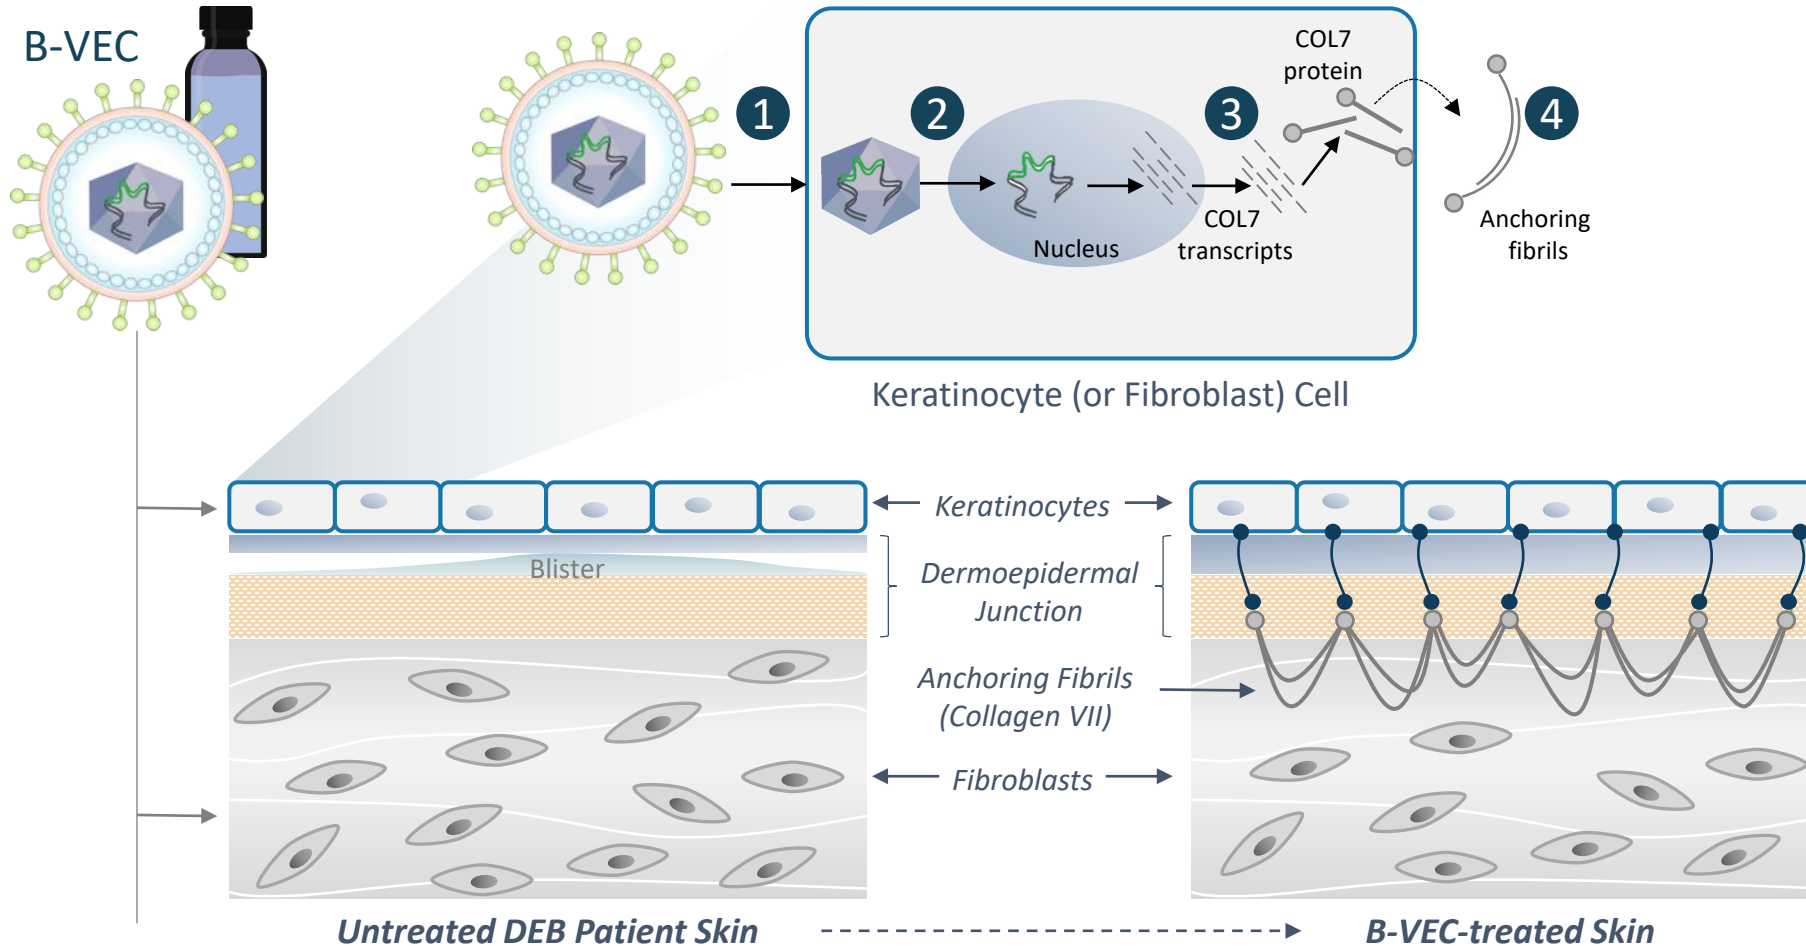 B-VEC
1
2
3
4
COL7
protein
Nucleus
COL7
transcripts
Anchoring
fibrils
Keratinocyte (or Fibroblast) Cell
Keratinocytes
Blister
Dermoepidermal
Junction
Anchoring Fibrils
(Collagen VII)
Fibroblasts
Untreated DEB Patient Skin
B-VEC-treated Skin